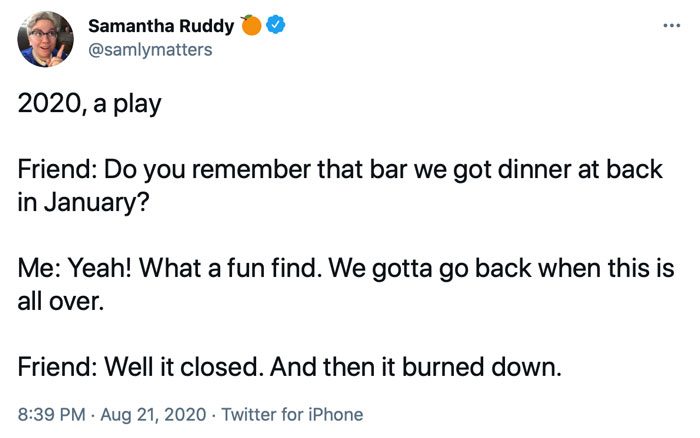 Samantha Ruddy 🍊
@samlymatters
2020, a play
Friend: Do you remember that bar we got dinner at back
in January?
Me: Yeah! What a fun find. We gotta go back when this is
all over.
Friend: Well it closed. And then it burned down.
8:39 PM · Aug 21, 2020 · Twitter for iPhone